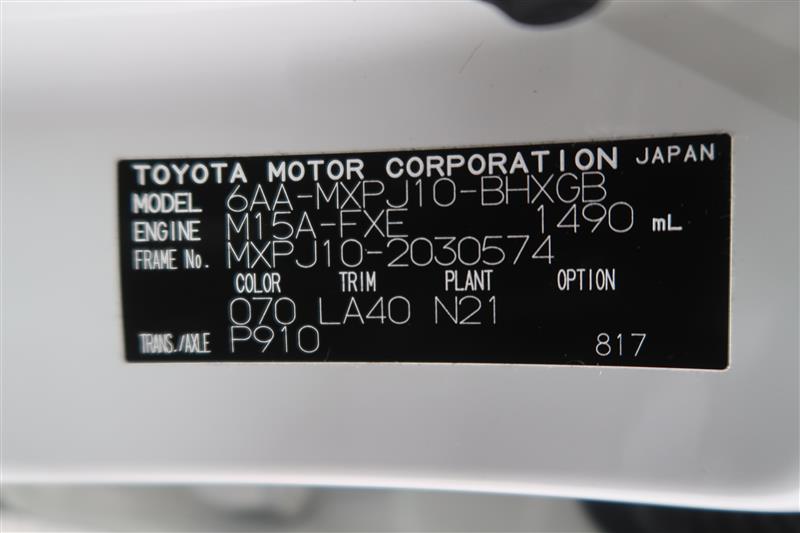 TOYOTA MOTOR CORPORATION JAPAN
MODEL 6AA-MXPJ10-BHXGB
ENGINE M15A-FXE 1490 mL
FRAME No. MXPJ10-2030574
COLOR TRIM PLANT OPTION
070 LA40 N21
TRANS./AXLE P910 817